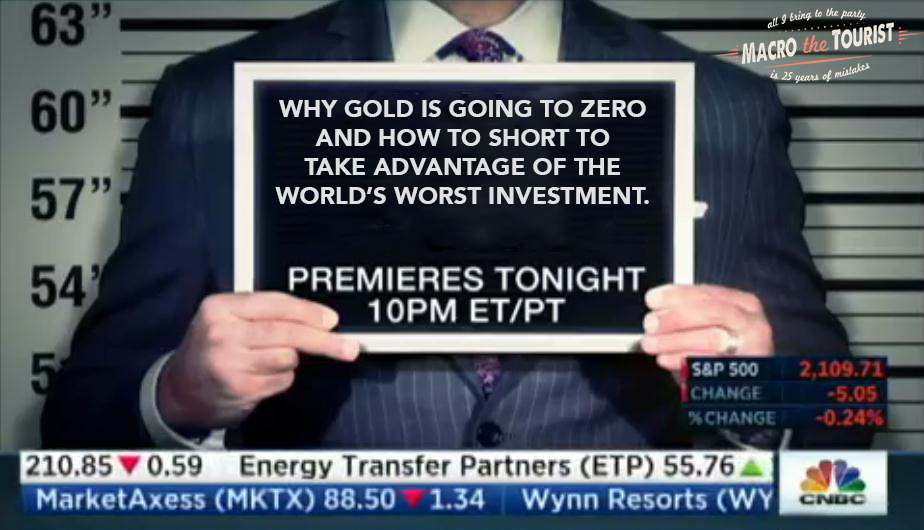 63”
60”
57”
54’
5
all I bring to the party
MACRO the TOURIST
is 25 years of mistakes
WHY GOLD IS GOING TO ZERO
AND HOW TO SHORT TO
TAKE ADVANTAGE OF THE
WORLD’S WORST INVESTMENT.
PREMIERES TONIGHT
10PM ET/PT
S&P 500 2,109.71
CHANGE -5.05
% CHANGE -0.24%
210.85 ▼ 0.59 Energy Transfer Partners (ETP) 55.76 ▲
MarketAxess (MKTX) 88.50 ▼ 1.34 Wynn Resorts (WY
CNBC